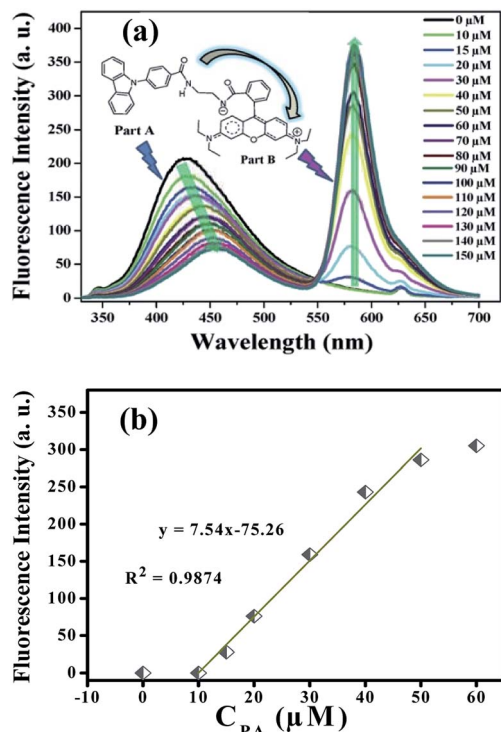 (a)
Fluorescence Intensity (a. u.)
375
350
300
250
200
150
100
50
0
350
400
450
500
550
600
650
700
Wavelength (nm)
N
O
N
H
N
O
N
O
N
Part A
Part B
0 µM
10 µM
15 µM
20 µM
30 µM
40 µM
50 µM
60 µM
70 µM
80 µM
90 µM
100 µM
110 µM
120 µM
130 µM
140 µM
150 µM
(b)
Fluorescence Intensity (a. u.)
350
300
250
200
150
100
50
0
y = 7.54x-75.26
R² = 0.9874
-10
0
10
20
30
40
50
60
C PA (µM)